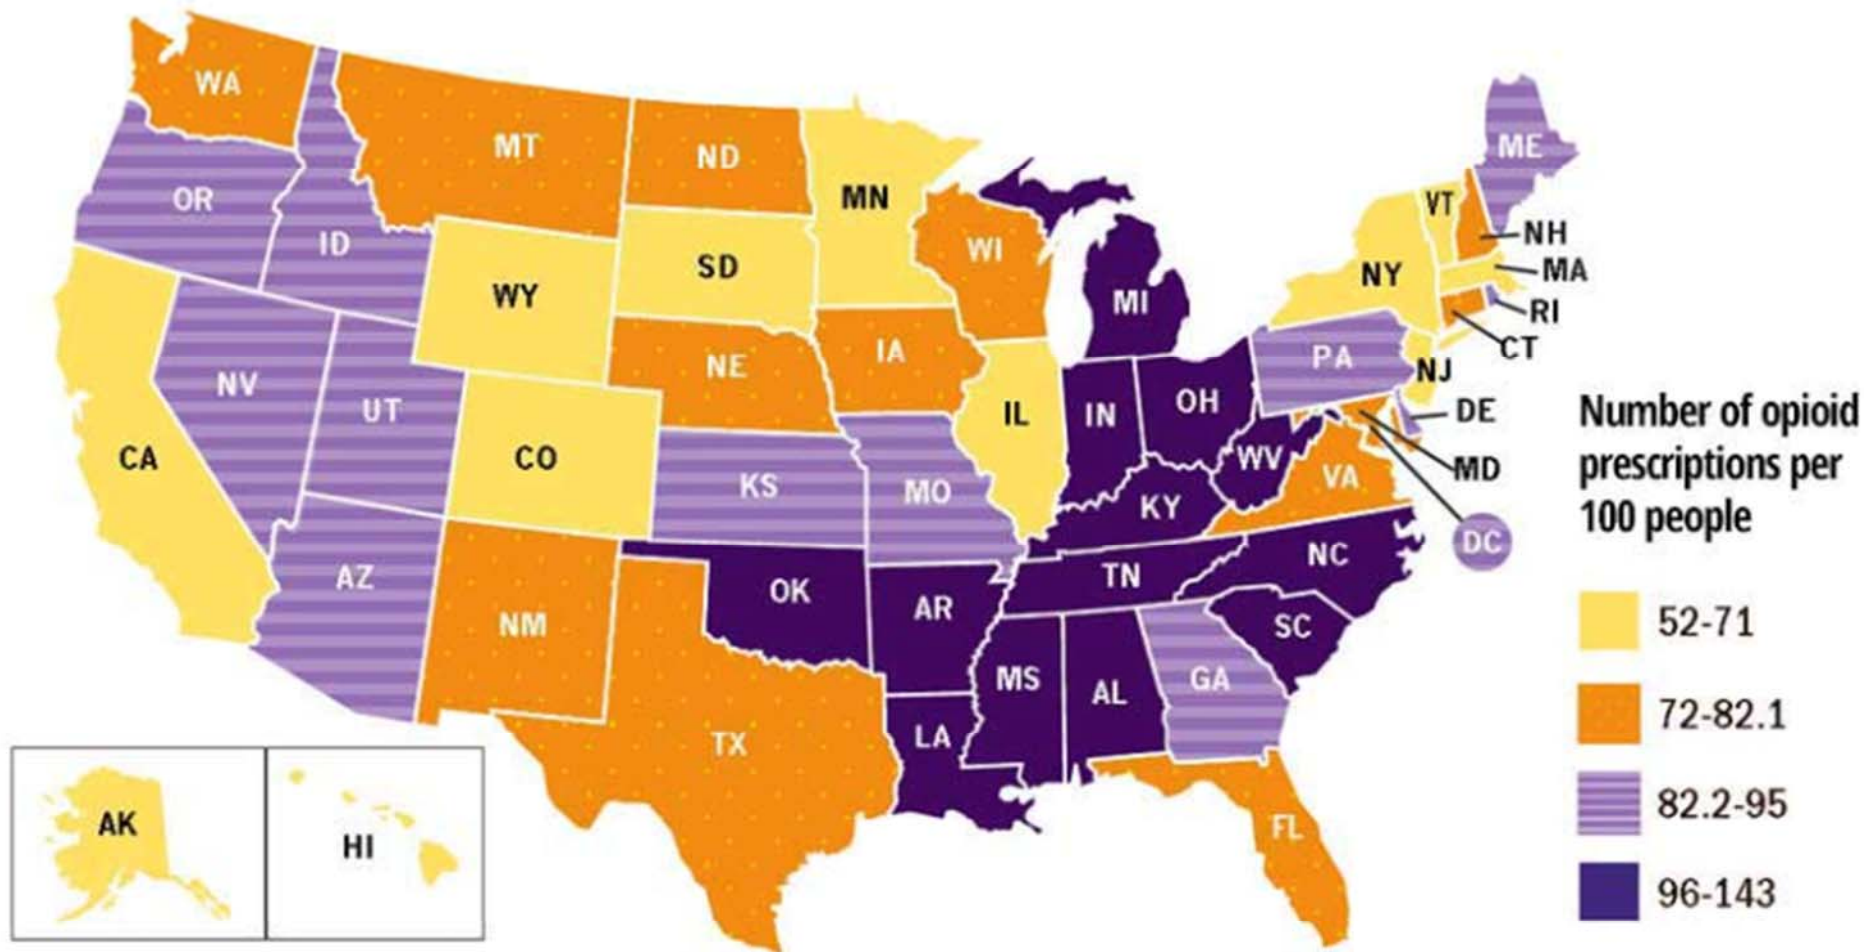 WA
MT
ND
MN
OR
ID
WY
SD
WI
MI
ME
VT
NH
MA
NY
RI
CT
NV
UT
CO
NE
IA
IL
IN
OH
PA
NJ
DE
MD
DC
CA
AZ
NM
KS
MO
KY
WV
VA
OK
AR
TN
NC
SC
TX
LA
MS
AL
GA
FL
AK
HI
Number of opioid
prescriptions per
100 people
52-71
72-82.1
82.2-95
96-143